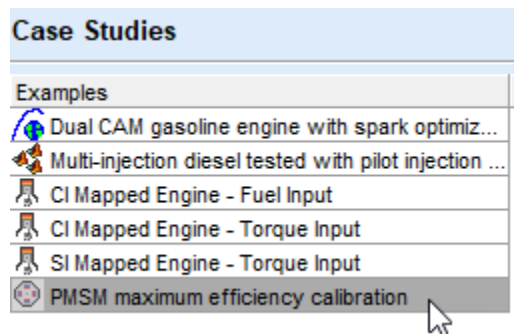 Case Studies
Examples
Dual CAM gasoline engine with spark optimiz...
Multi-injection diesel tested with pilot injection ...
CI Mapped Engine - Fuel Input
CI Mapped Engine - Torque Input
SI Mapped Engine - Torque Input
PMSM maximum efficiency calibration